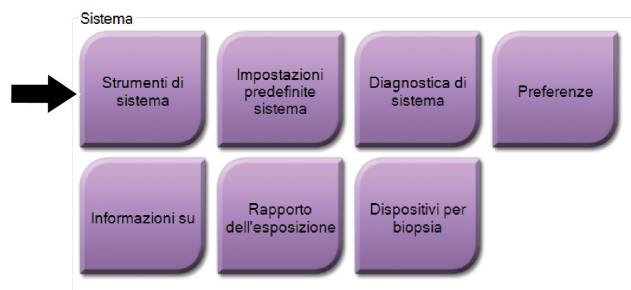 Sistema
Strumenti di
sistema
Impostazioni
predefinite
sistema
Diagnostica di
sistema
Preferenze
Informazioni su
Rapporto
dell'esposizione
Dispositivi per
biopsia